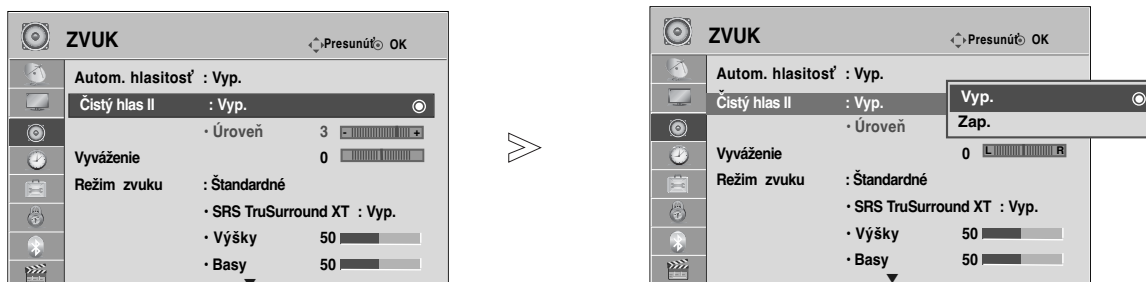 ZVUK Presunúť OK
Autom. hlasitosť : Vyp.
Čistý hlas II : Vyp.
• Úroveň 3 - +
Vyváženie 0
Režim zvuku : Štandardné
• SRS TruSurround XT : Vyp.
• Výšky 50
• Basy 50
ZVUK Presunúť OK
Autom. hlasitosť : Vyp.
Čistý hlas II : Vyp.
• Úroveň
Vyváženie 0 L R
Režim zvuku : Štandardné
• SRS TruSurround XT : Vyp.
• Výšky 50
• Basy 50
Vyp.
Zap.